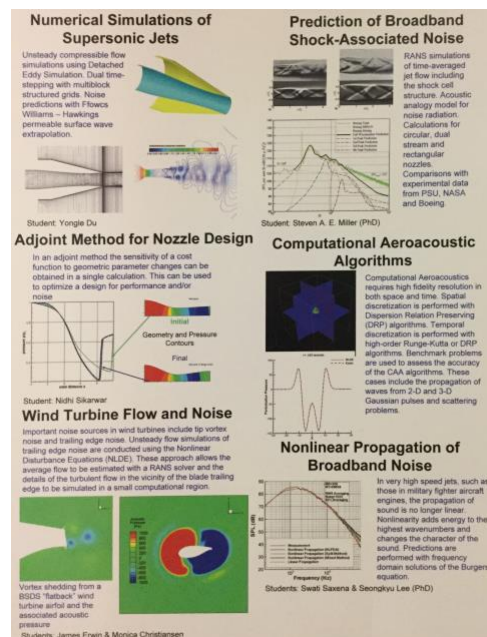 Numerical Simulations of
Supersonic Jets
Unsteady compressible flow
simulations using Detached
Eddy Simulation. Dual time-
stepping with multiblock
structured grids. Noise
predictions with Ffowcs
Williams – Hawkings
permeable surface wave
extrapolation.
Student: Yongle Du
Prediction of Broadband
Shock-Associated Noise
RANS simulations
of time-averaged
jet flow including
the shock cell
structure. Acoustic
analogy model for
noise radiation.
Calculations for
circular, dual
stream and
rectangular
nozzles.
Comparisons with
experimental data
from PSU, NASA
and Boeing.
Student: Steven A. E. Miller (PhD)
Adjoint Method for Nozzle Design
In an adjoint method the sensitivity of a cost
function to geometric parameter changes can be
obtained in a single calculation. This can be used
to optimize a design for performance and/or
noise
Initial
Geometry and Pressure
Contours
Final
Student: Nidhi Sikarwar
Computational Aeroacoustic
Algorithms
Computational Aeroacoustics
requires high fidelity resolution in
both space and time. Spatial
discretization is performed with
Dispersion Relation Preserving
(DRP) algorithms. Temporal
discretization is performed with
high-order Runge-Kutta or DRP
algorithms. Benchmark problems
are used to assess the accuracy
of the CAA algorithms. These
cases include the propagation of
waves from 2-D and 3-D
Gaussian pulses and scattering
problems.
Wind Turbine Flow and Noise
Important noise sources in wind turbines include tip vortex
noise and trailing edge noise. Unsteady flow simulations of
trailing edge noise are conducted using the Nonlinear
Disturbance Equations (NLDE). These approach allows the
average flow to be estimated with a RANS solver and the
details of the turbulent flow in the vicinity of the blade trailing
edge to be simulated in a small computational region.
Vortex shedding from a
BSDS "flatback" wind
turbine airfoil and the
associated acoustic
pressure
Students: James Erwin & Monica Christiansen
Nonlinear Propagation of
Broadband Noise
In very high speed jets, such as
those in military fighter aircraft
engines, the propagation of
sound is no longer linear.
Nonlinearity adds energy to the
highest wavenumbers and
changes the character of the
sound. Predictions are
performed with frequency
domain solutions of the Burgers
equation.
SPL (dB)
Frequency (Hz)
Students: Swati Saxena & Seongkyu Lee (PhD)